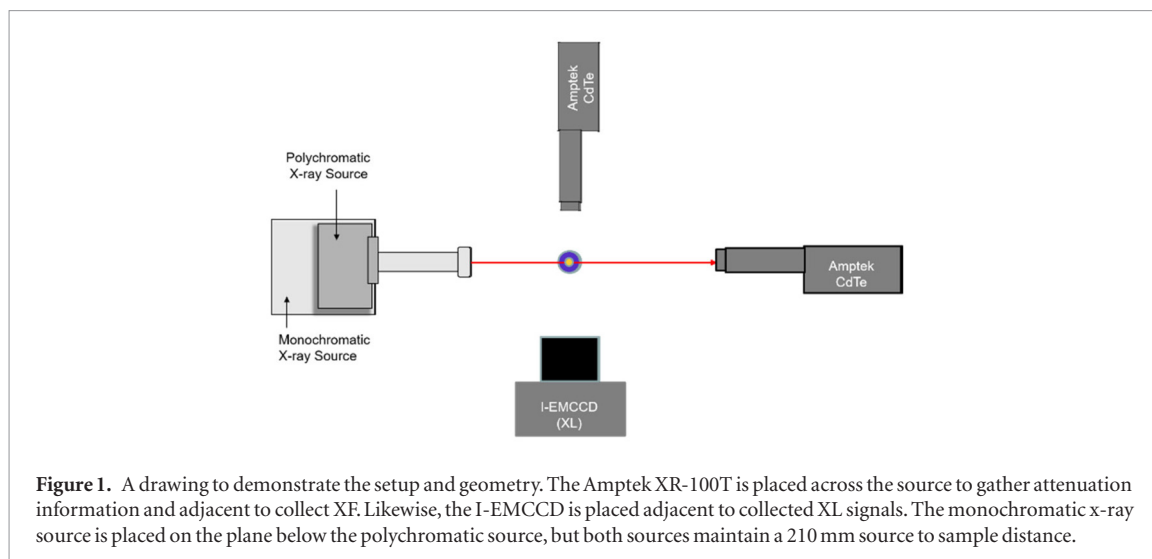 Amptek
CdTe
Polychromatic
X-ray Source
Amptek
CdTe
Monochromatic
X-ray Source
I-EMCCD
(XL)
Figure 1. A drawing to demonstrate the setup and geometry. The Amptek XR-100T is placed across the source to gather attenuation
information and adjacent to collect XF. Likewise, the I-EMCCD is placed adjacent to collected XL signals. The monochromatic x-ray
source is placed on the plane below the polychromatic source, but both sources maintain a 210 mm source to sample distance.